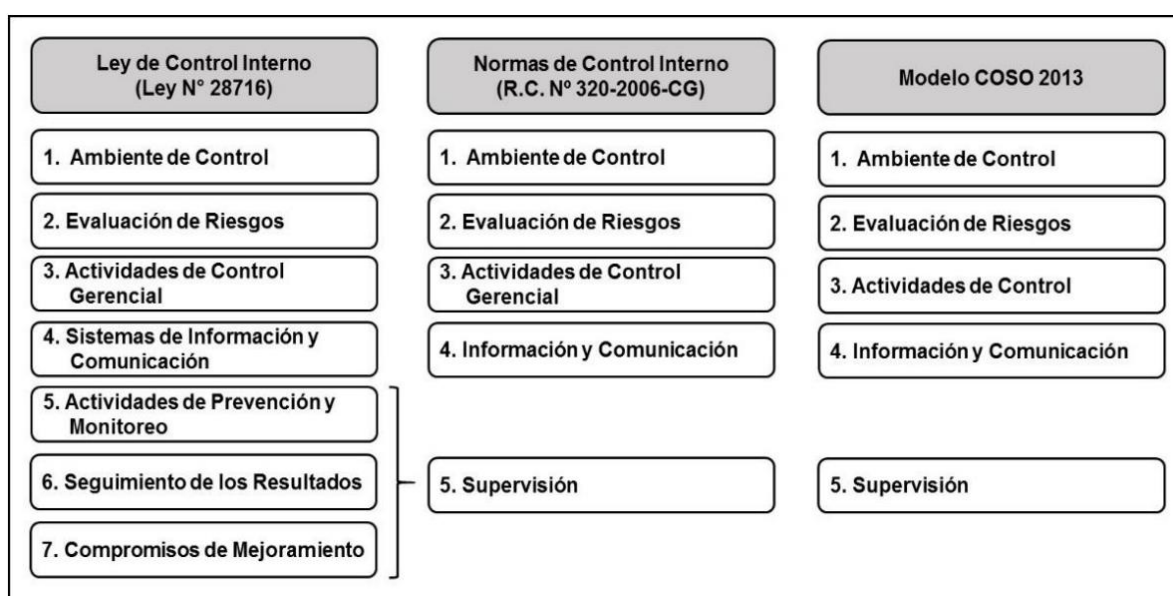 Ley de Control Interno
(Ley N° 28716)
1. Ambiente de Control
2. Evaluación de Riesgos
3. Actividades de Control
Gerencial
4. Sistemas de Información y
Comunicación
5. Actividades de Prevención y
Monitoreo
6. Seguimiento de los Resultados
7. Compromisos de Mejoramiento
Normas de Control Interno
(R.C. Nº 320-2006-CG)
1. Ambiente de Control
2. Evaluación de Riesgos
3. Actividades de Control
Gerencial
4. Información y Comunicación
5. Supervisión
Modelo COSO 2013
1. Ambiente de Control
2. Evaluación de Riesgos
3. Actividades de Control
4. Información y Comunicación
5. Supervisión